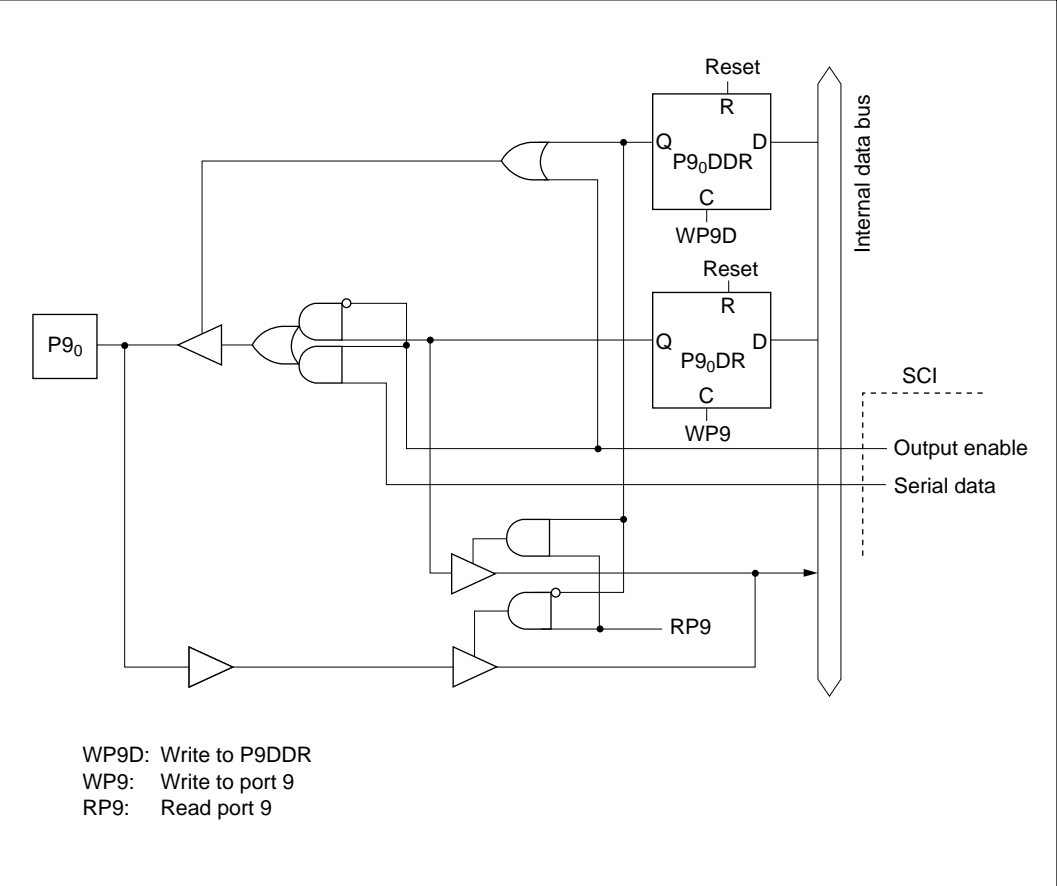 Reset
R
Q D
P9₀DDR
C
WP9D
Internal data bus
Reset
R
Q D
P9₀DR
C
WP9
P9₀
SCI
Output enable
Serial data
RP9
WP9D: Write to P9DDR
WP9: Write to port 9
RP9: Read port 9